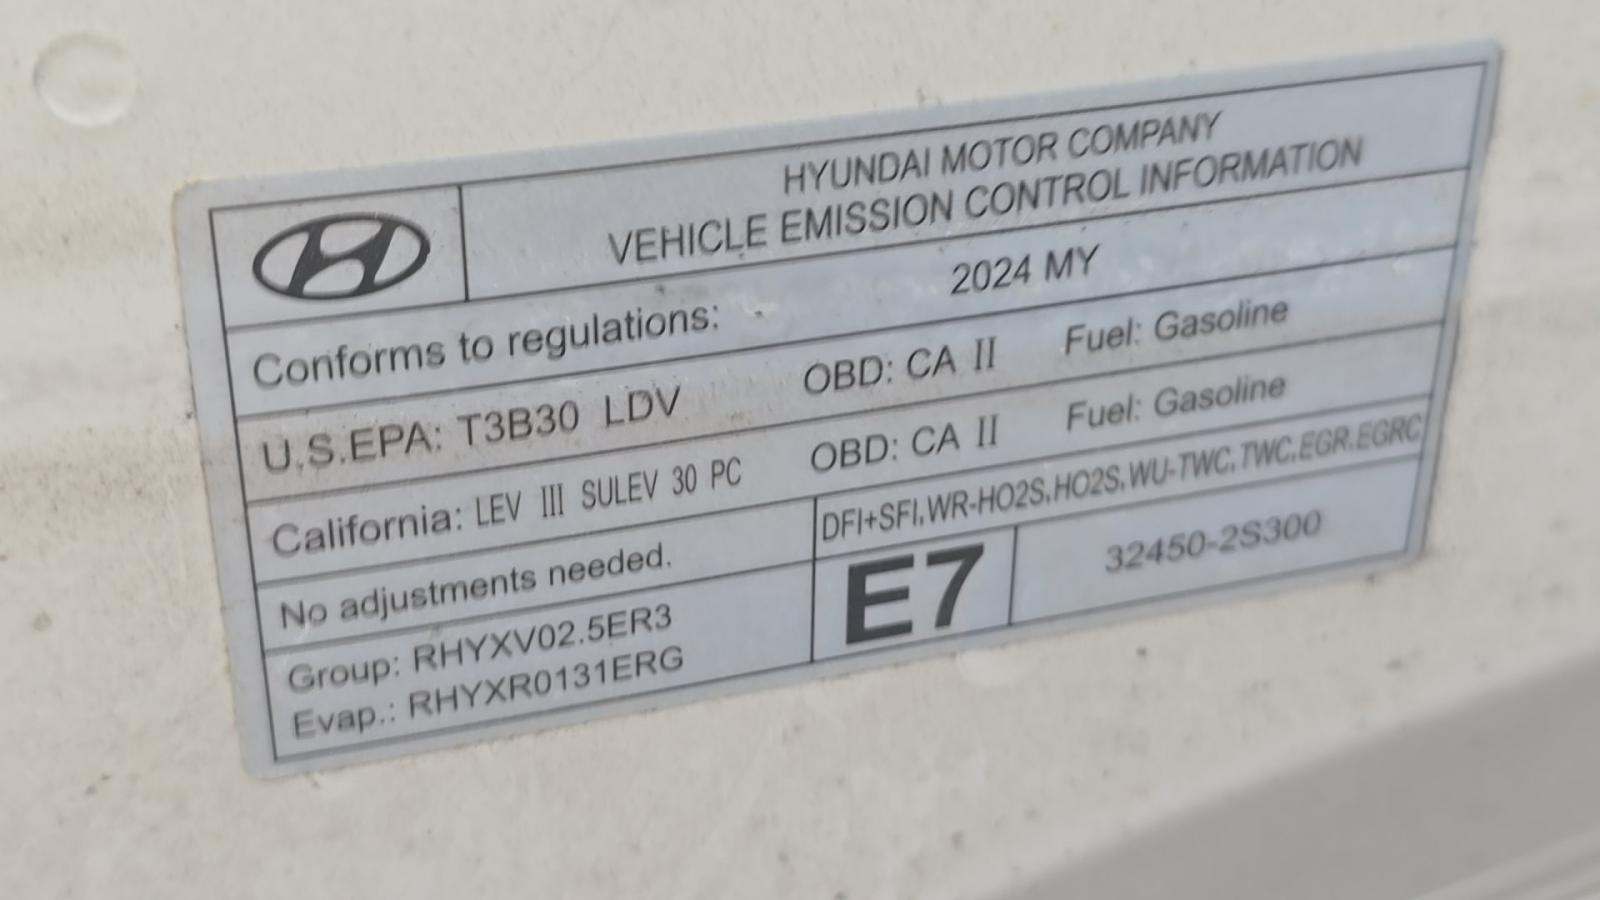 HYUNDAI MOTOR COMPANY
VEHICLE EMISSION CONTROL INFORMATION
Conforms to regulations: 2024 MY
U.S.EPA: T3B30 LDV OBD: CA II Fuel: Gasoline
California: LEV III SULEV 30 PC OBD: CA II Fuel: Gasoline
No adjustments needed.
DFI+SFI,WR-HO2S,HO2S,WU-TWC,TWC,EGR,EGRC
Group: RHYXV02.5ER3
Evap.: RHYXR0131ERG
E7
32450-2S300